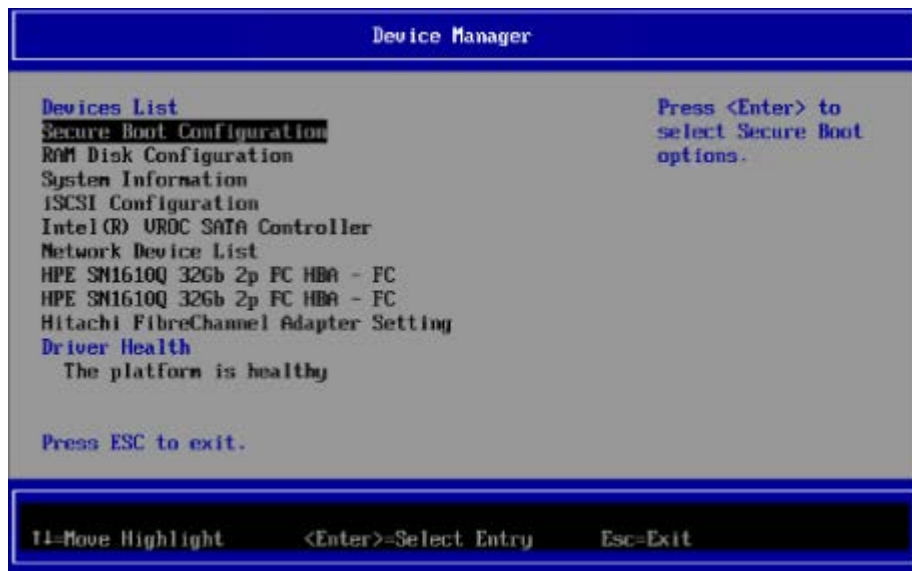 Device Manager
Devices List
Secure Boot Configuration
RAM Disk Configuration
System Information
iSCSI Configuration
Intel(R) VROC SATA Controller
Network Device List
HPE SN1610Q 32Gb 2p FC HBA - FC
HPE SN1610Q 32Gb 2p FC HBA - FC
Hitachi FibreChannel Adapter Setting
Driver Health
The platform is healthy
Press ESC to exit.
Press <Enter> to
select Secure Boot
options.
↑↓=Move Highlight <Enter>=Select Entry Esc=Exit